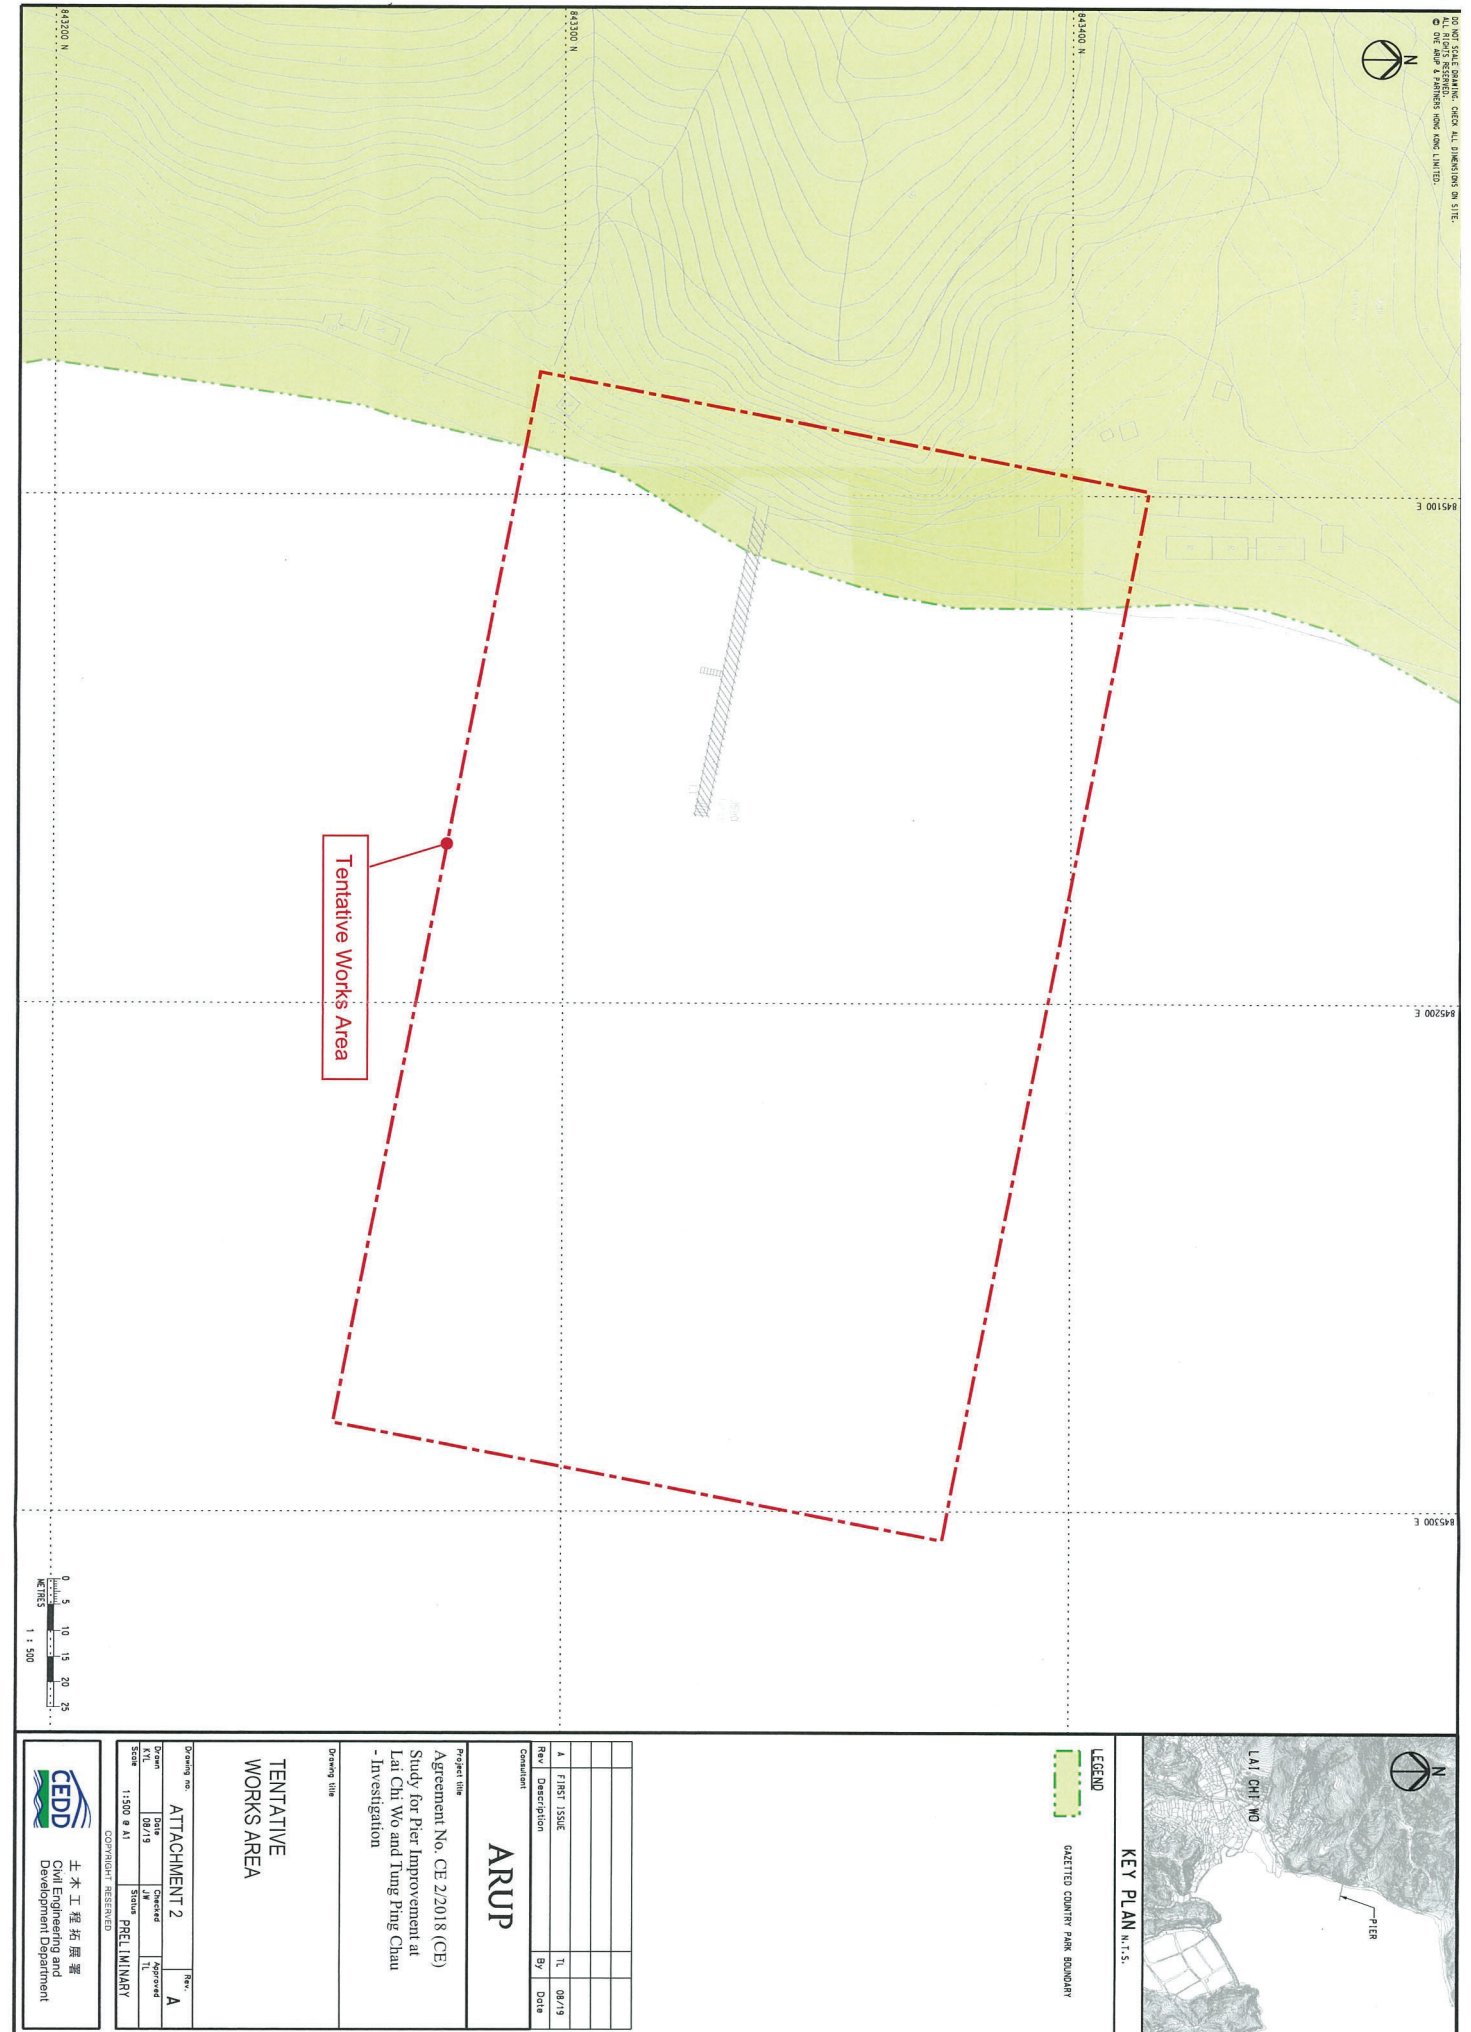 DO NOT SCALE DRAWING. CHECK ALL DIMENSIONS ON SITE.
ALL RIGHTS RESERVED.
© OVE ARUP & PARTNERS HONG KONG LIMITED.
N
843400 N
843300 N
843200 N
845100 E
845200 E
845300 E
Tentative Works Area
0 5 10 15 20 25
METRES
1 : 500
N
LAI CHI WO
PIER
KEY PLAN N.T.S.
LEGEND
GAZETTED COUNTRY PARK BOUNDARY
A FIRST ISSUE TL 08/19
Rev Description By Date
Consultant
ARUP
Project title
Agreement No. CE 2/2018 (CE)
Study for Pier Improvement at
Lai Chi Wo and Tung Ping Chau
- Investigation
Drawing title
TENTATIVE
WORKS AREA
Drawing no. Rev.
ATTACHMENT 2 A
Drawn Date Checked Approved
KYL 08/19 JW TL
Scale 1:500 @ A1 Status PRELIMINARY
COPYRIGHT RESERVED
CEDD
土木工程拓展署
Civil Engineering and
Development Department